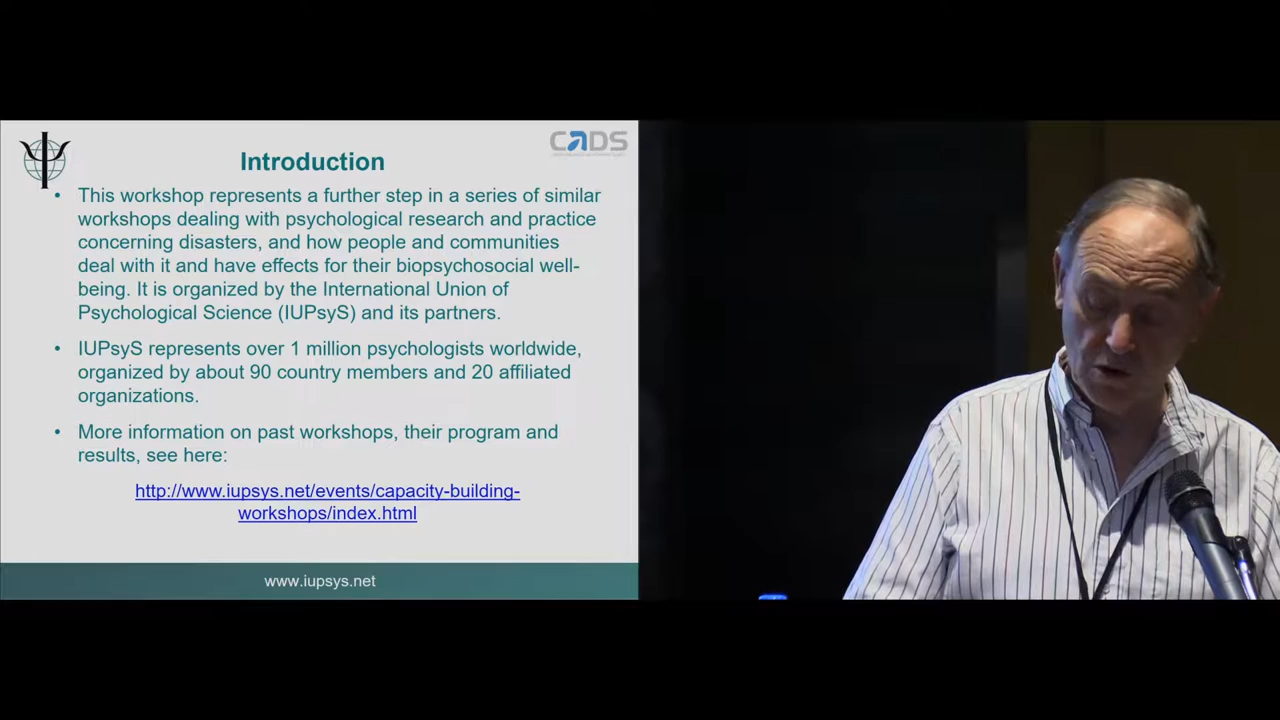 CADS
Introduction
• This workshop represents a further step in a series of similar
workshops dealing with psychological research and practice
concerning disasters, and how people and communities
deal with it and have effects for their biopsychosocial well-
being. It is organized by the International Union of
Psychological Science (IUPsyS) and its partners.
• IUPsyS represents over 1 million psychologists worldwide,
organized by about 90 country members and 20 affiliated
organizations.
• More information on past workshops, their program and
results, see here:
http://www.iupsys.net/events/capacity-building-
workshops/index.html
www.iupsys.net